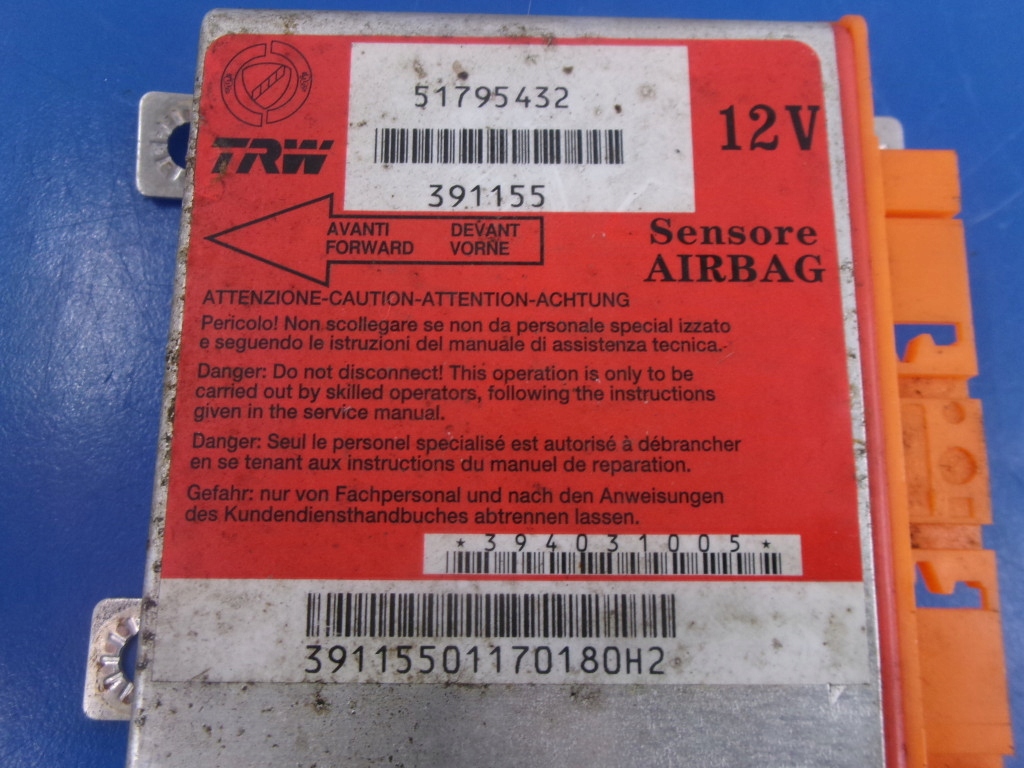 51795432
TRW
12V
391155
AVANTI DEVANT
FORWARD VORNE
Sensore
AIRBAG
ATTENZIONE-CAUTION-ATTENTION-ACHTUNG
Pericolo! Non scollegare se non da personale special izzato
e seguendo le istruzioni del manuale di assistenza tecnica.
Danger: Do not disconnect! This operation is only to be
carried out by skilled operators, following the instructions
given in the service manual.
Danger: Seul le personel specialisé est autorisé à débrancher
en se tenant aux instructions du manuel de reparation.
Gefahr: nur von Fachpersonal und nach den Anweisungen
des Kundendiensthandbuches abtrennen lassen.
* 394031005 *
39115501170180H2